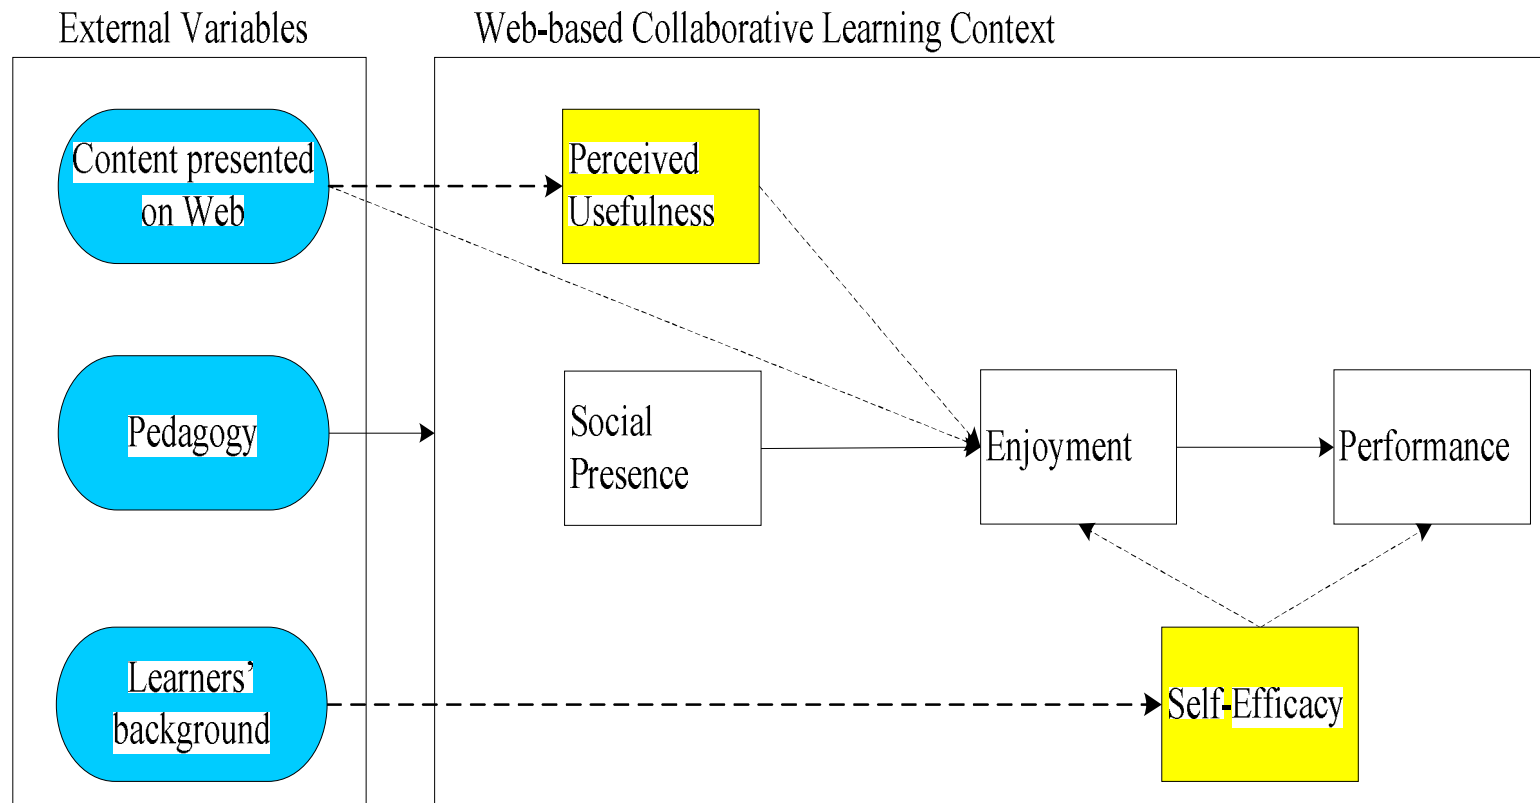 External Variables
Web-based Collaborative Learning Context
Content presented
on Web
Perceived
Usefulness
Pedagogy
Social
Presence
Enjoyment
Performance
Learners’
background
Self-Efficacy